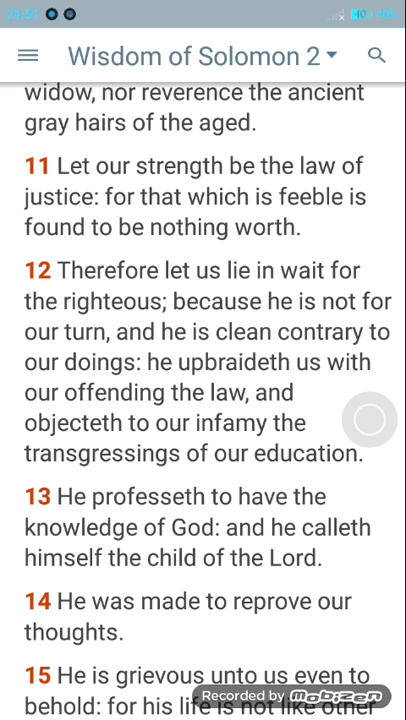 Wisdom of Solomon 2
widow, nor reverence the ancient
gray hairs of the aged.
11 Let our strength be the law of
justice: for that which is feeble is
found to be nothing worth.
12 Therefore let us lie in wait for
the righteous; because he is not for
our turn, and he is clean contrary to
our doings: he upbraideth us with
our offending the law, and
objecteth to our infamy the
transgressings of our education.
13 He professeth to have the
knowledge of God: and he calleth
himself the child of the Lord.
14 He was made to reprove our
thoughts.
15 He is grievous unto us even to
behold: for his life is not like other
Recorded by mobizen